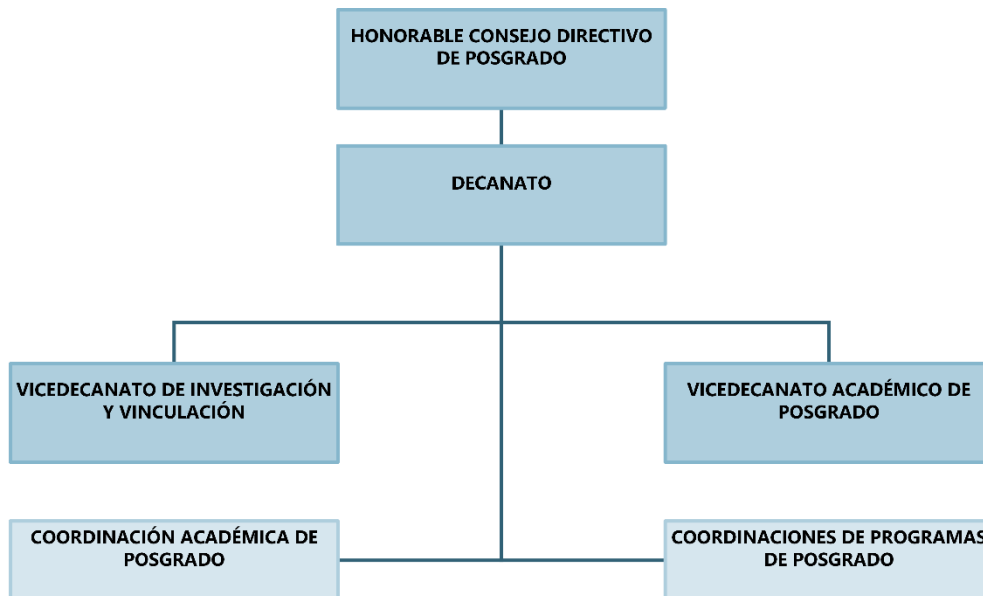 HONORABLE CONSEJO DIRECTIVO
DE POSGRADO
DECANATO
VICEDECANATO DE INVESTIGACIÓN
Y VINCULACIÓN
VICEDECANATO ACADÉMICO DE
POSGRADO
COORDINACIÓN ACADÉMICA DE
POSGRADO
COORDINACIONES DE PROGRAMAS
DE POSGRADO